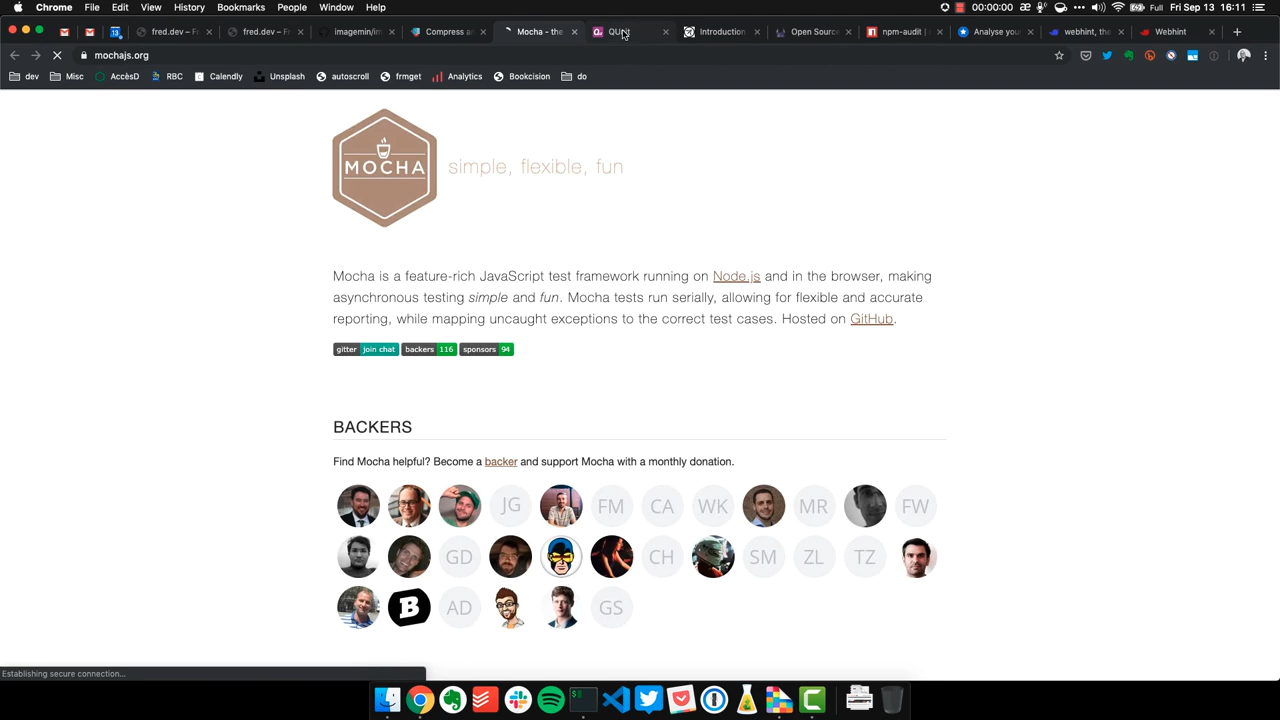 Chrome File Edit View History Bookmarks People Window Help 00:00:00 Full Fri Sep 13 16:11
fred.dev – Fr fred.dev – Fr imagemin/im Compress an Mocha - the QUnit Introduction Open Source npm-audit | Analyse your webhint, the Webhint
mochajs.org
dev Misc AccèsD RBC Calendly Unsplash autoscroll frmget Analytics Bookcision do
MOCHA
simple, flexible, fun
Mocha is a feature-rich JavaScript test framework running on Node.js and in the browser, making
asynchronous testing simple and fun. Mocha tests run serially, allowing for flexible and accurate
reporting, while mapping uncaught exceptions to the correct test cases. Hosted on GitHub.
gitter join chat backers 116 sponsors 94
BACKERS
Find Mocha helpful? Become a backer and support Mocha with a monthly donation.
JG FM CA WK MR FW
GD CH SM ZL TZ
B AD GS
Establishing secure connection...